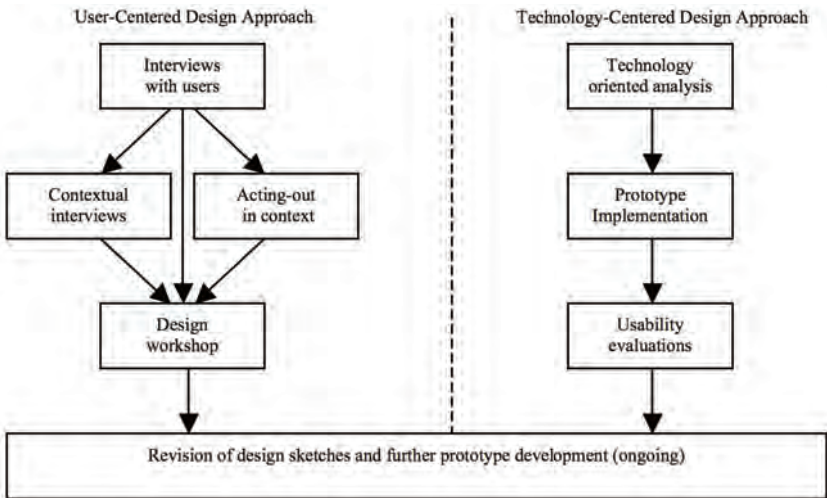 User-Centered Design Approach
Technology-Centered Design Approach
Interviews
with users
Technology
oriented analysis
Contextual
interviews
Acting-out
in context
Prototype
Implementation
Design
workshop
Usability
evaluations
Revision of design sketches and further prototype development (ongoing)